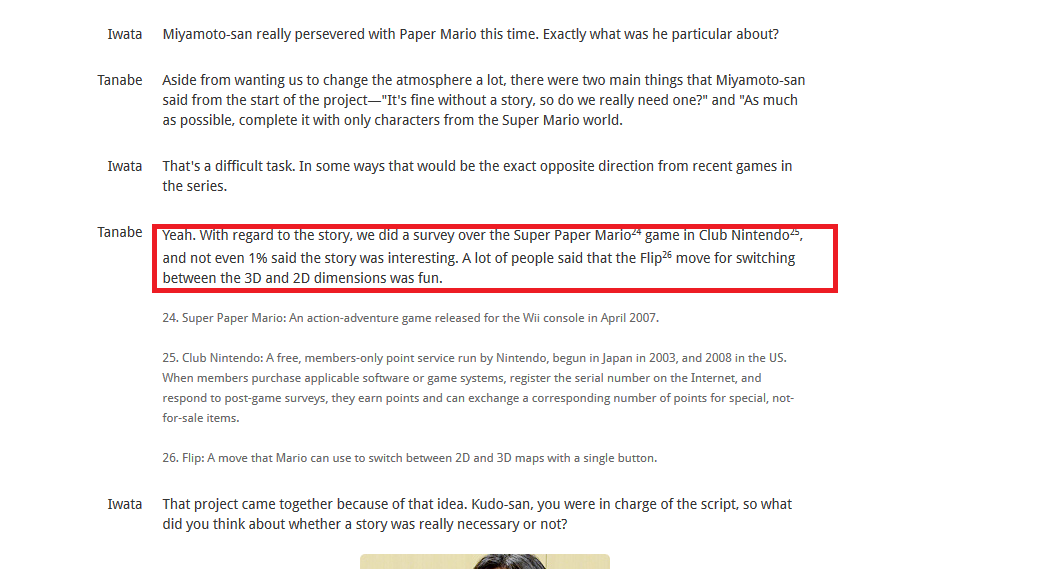 Iwata Miyamoto-san really persevered with Paper Mario this time. Exactly what was he particular about?
Tanabe Aside from wanting us to change the atmosphere a lot, there were two main things that Miyamoto-san
said from the start of the project—"It's fine without a story, so do we really need one?" and "As much
as possible, complete it with only characters from the Super Mario world.
Iwata That's a difficult task. In some ways that would be the exact opposite direction from recent games in
the series.
Tanabe Yeah. With regard to the story, we did a survey over the Super Paper Mario24 game in Club Nintendo25,
and not even 1% said the story was interesting. A lot of people said that the Flip26 move for switching
between the 3D and 2D dimensions was fun.
24. Super Paper Mario: An action-adventure game released for the Wii console in April 2007.
25. Club Nintendo: A free, members-only point service run by Nintendo, begun in Japan in 2003, and 2008 in the US.
When members purchase applicable software or game systems, register the serial number on the Internet, and
respond to post-game surveys, they earn points and can exchange a corresponding number of points for special, not-
for-sale items.
26. Flip: A move that Mario can use to switch between 2D and 3D maps with a single button.
Iwata That project came together because of that idea. Kudo-san, you were in charge of the script, so what
did you think about whether a story was really necessary or not?